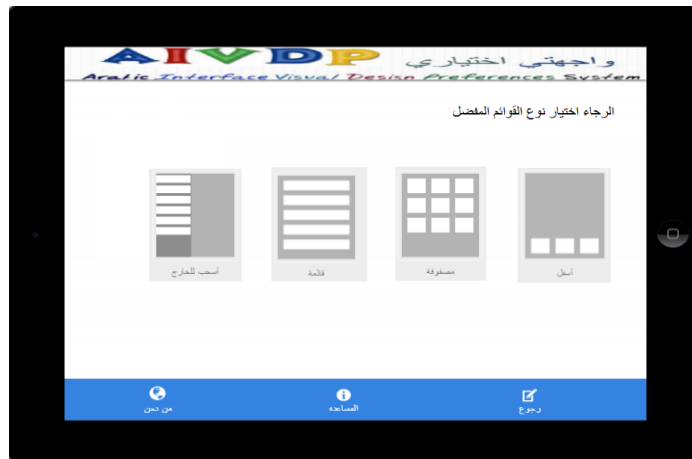 AIVDP واجهتي اختياري
Arabic Interface Visual Design Preferences System
الرجاء اختيار نوع القوائم المفضل
أسفل
مصفوفة
قائمة
أسحب للخارج
رجوع
المساعده
من نحن